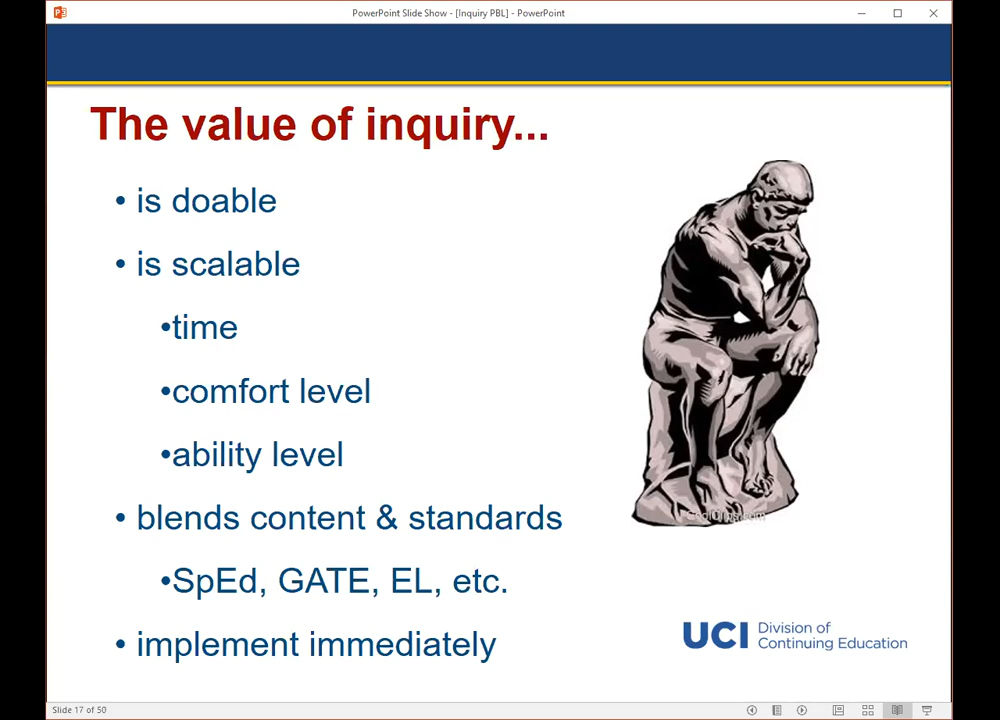 PowerPoint Slide Show - [Inquiry PBL] - PowerPoint
The value of inquiry...
• is doable
• is scalable
•time
•comfort level
•ability level
• blends content & standards
•SpEd, GATE, EL, etc.
• implement immediately
UCI Division of
Continuing Education
Slide 17 of 50